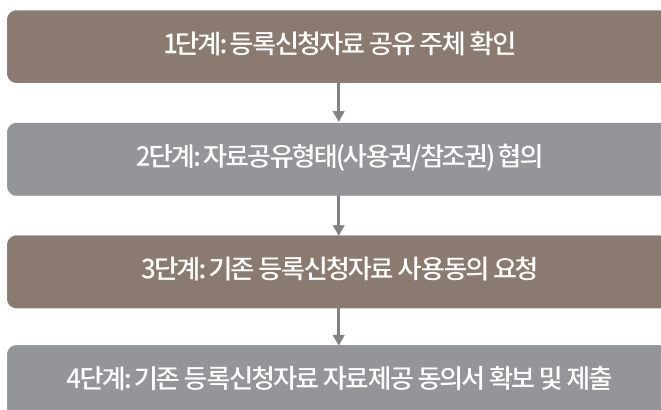 1단계: 등록신청자료 공유 주체 확인
2단계: 자료공유형태(사용권/참조권) 협의
3단계: 기존 등록신청자료 사용동의 요청
4단계: 기존 등록신청자료 자료제공 동의서 확보 및 제출